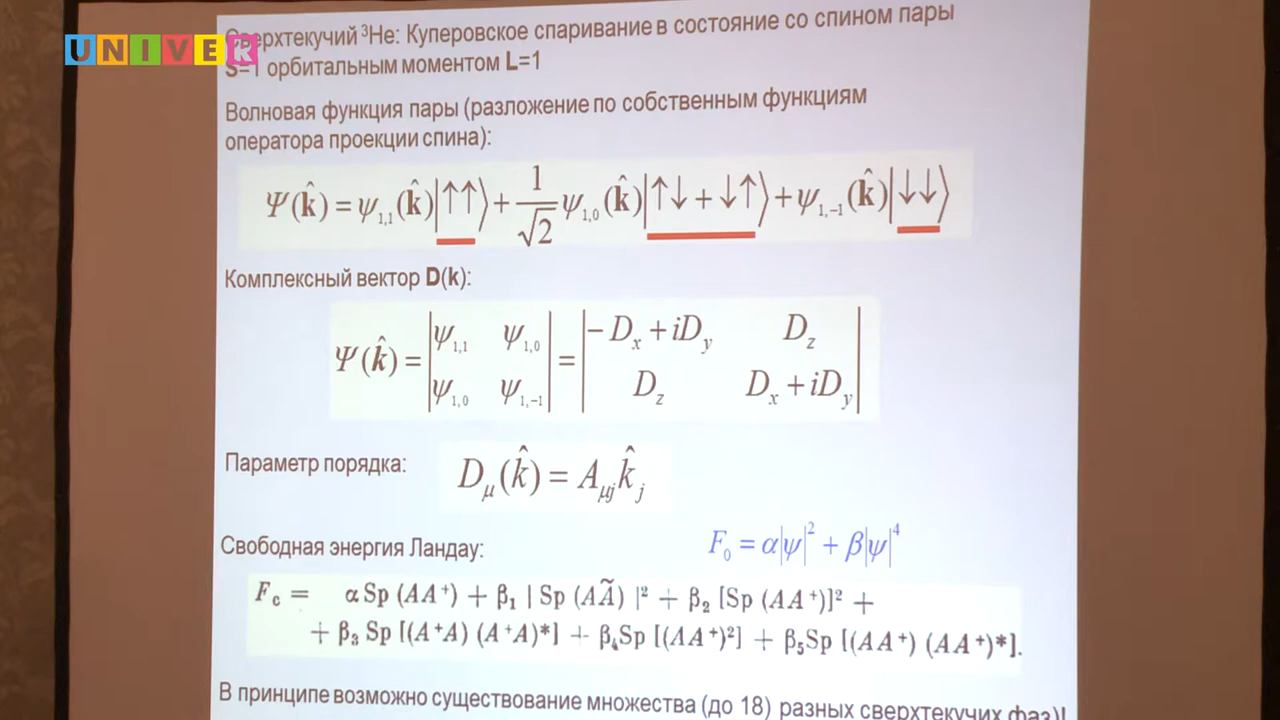 UNIVER
Сверхтекучий ³He: Куперовское спаривание в состояние со спином пары
S=1 орбитальным моментом L=1
Волновая функция пары (разложение по собственным функциям
оператора проекции спина):
Ψ(k̂) = ψ₁,₁(k̂)|↑↑⟩ + 1/√2 ψ₁,₀(k̂)|↑↓ + ↓↑⟩ + ψ₁,₋₁(k̂)|↓↓⟩
Комплексный вектор D(k):
Ψ(k̂) = |ψ₁,₁ ψ₁,₀| = |− Dₓ + iD_y D_z|
|ψ₁,₀ ψ₁,₋₁| |D_z Dₓ + iD_y|
Параметр порядка:
D_μ(k̂) = A_μj k̂_j
Свободная энергия Ландау:
F₀ = α|ψ|² + β|ψ|⁴
F_c = α Sp (AA⁺) + β₁ | Sp (AÃ) |² + β₂ [Sp (AA⁺)]² +
+ β₃ Sp [(A⁺A) (A⁺A)*] + β₄Sp [(AA⁺)²] + β₅Sp [(AA⁺) (AA⁺)*].
В принципе возможно существование множества (до 18) разных сверхтекучих фаз)!